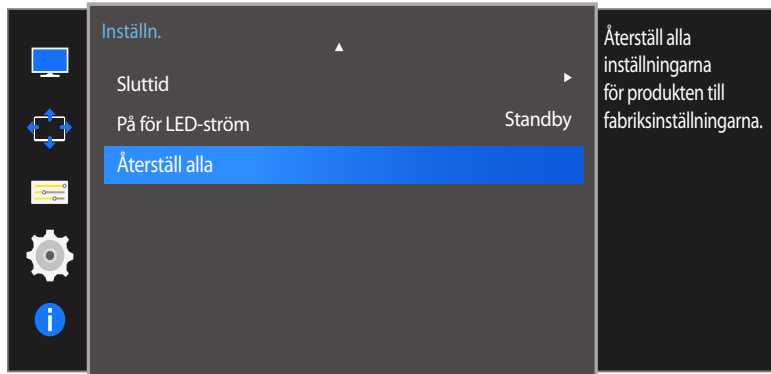 Inställn.
Sluttid
På för LED-ström Standby
Återställ alla
Återställ alla
inställningarna
för produkten till
fabriksinställningarna.